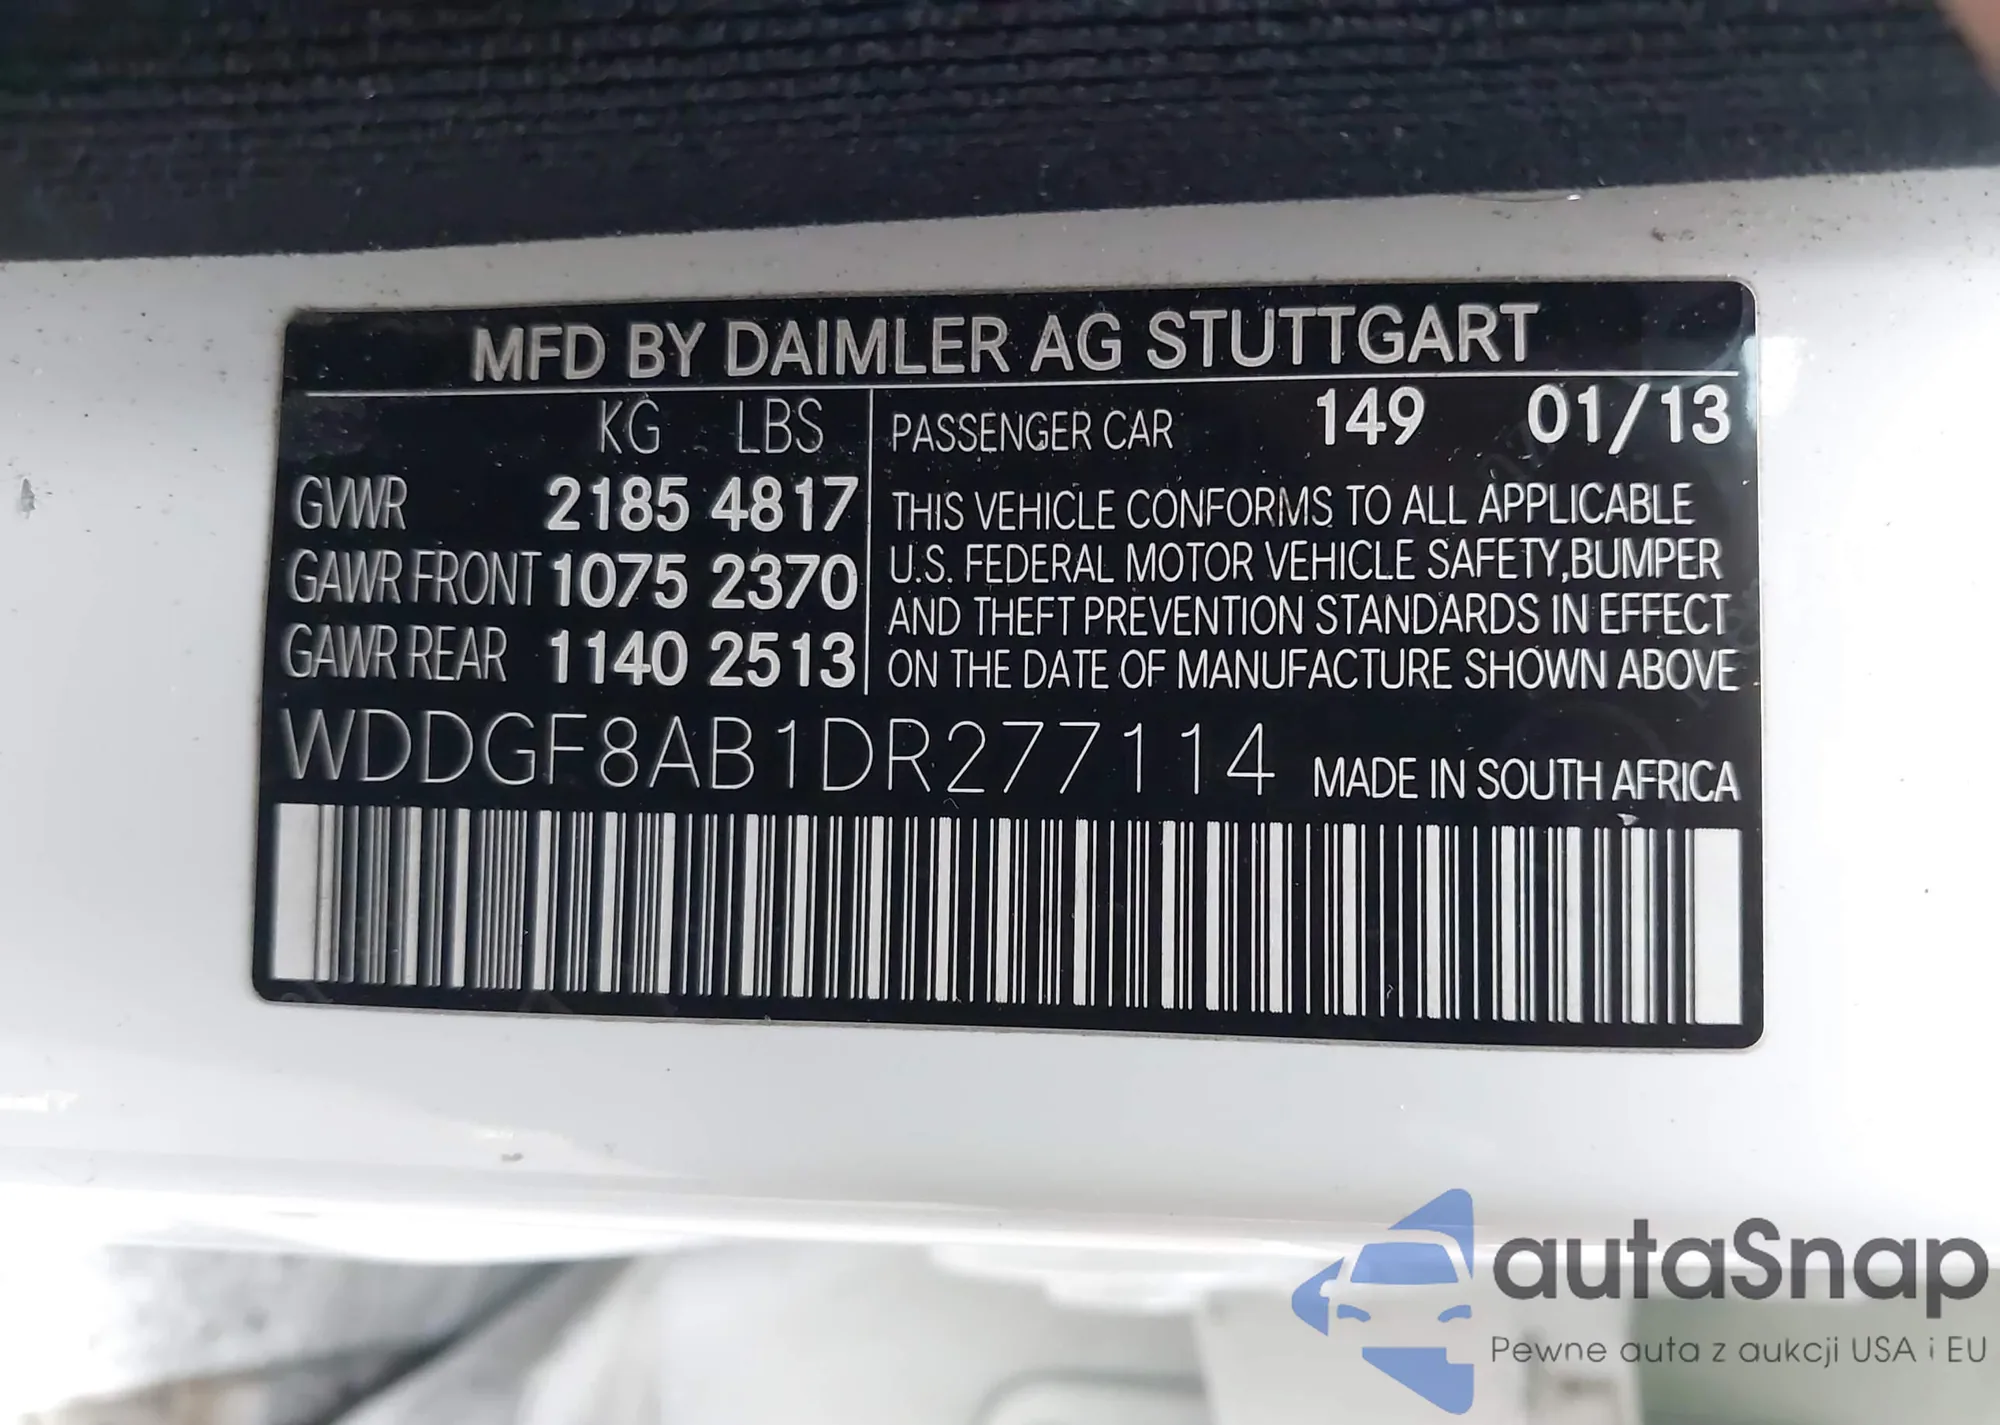 MFD BY DAIMLER AG STUTTGART
KG LBS
GVWR 2185 4817
GAWR FRONT 1075 2370
GAWR REAR 1140 2513
PASSENGER CAR 149 01/13
THIS VEHICLE CONFORMS TO ALL APPLICABLE
U.S. FEDERAL MOTOR VEHICLE SAFETY,BUMPER
AND THEFT PREVENTION STANDARDS IN EFFECT
ON THE DATE OF MANUFACTURE SHOWN ABOVE
WDDGF8AB1DR277114 MADE IN SOUTH AFRICA
autaSnap
Pewne auta z aukcji USA i EU